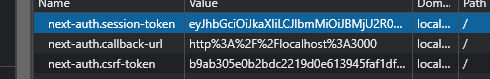 Name Value Dom... Path
next-auth.session-token eyJhbGciOiJkaXIiLCJlbmMiOiJBMjU2R0... local... /
next-auth.callback-url http%3A%2F%2Flocalhost%3A3000 local... /
next-auth.csrf-token b9ab305e0b2bdc2219d0e613945faf1df... local... /